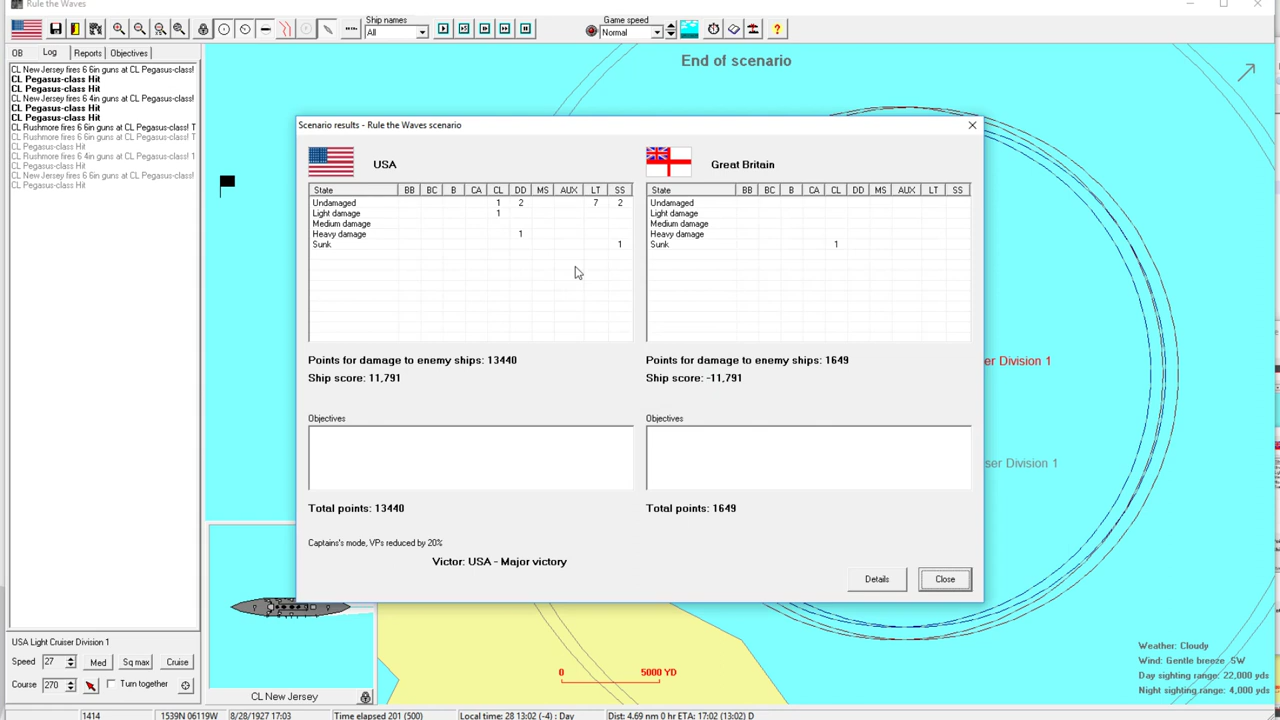 Rule the Waves
Ship names
All
Game speed
Normal
OB Log Reports Objectives
CL New Jersey fires 6 6in guns at CL Pegasus-class!
CL Pegasus-class Hit
CL Pegasus-class Hit
CL New Jersey fires 6 4in guns at CL Pegasus-class!
CL Pegasus-class Hit
CL Pegasus-class Hit
CL Rushmore fires 6 6in guns at CL Pegasus-class! T
CL Rushmore fires 6 6in guns at CL Pegasus-class! T
CL Pegasus-class Hit
CL Rushmore fires 6 4in guns at CL Pegasus-class! 1
CL Pegasus-class Hit
CL New Jersey fires 6 6in guns at CL Pegasus-class!
CL Pegasus-class Hit
End of scenario
Scenario results - Rule the Waves scenario
USA
State BB BC B CA CL DD MS AUX LT SS
Undamaged 1 2 7 2
Light damage 1
Medium damage
Heavy damage 1
Sunk 1
Points for damage to enemy ships: 13440
Ship score: 11,791
Objectives
Total points: 13440
Great Britain
State BB BC B CA CL DD MS AUX LT SS
Undamaged
Light damage
Medium damage
Heavy damage
Sunk 1
Points for damage to enemy ships: 1649
Ship score: -11,791
Objectives
Total points: 1649
Captains's mode, VPs reduced by 20%
Victor: USA - Major victory
Details Close
ser Division 1
ser Division 1
USA Light Cruiser Division 1
Speed 27 Med Sq max Cruise
Course 270 Turn together
CL New Jersey
0 5000 YD
Weather: Cloudy
Wind: Gentle breeze SW
Day sighting range: 22,000 yds
Night sighting range: 4,000 yds
1414 1539N 06119W 8/28/1927 17:03 Time elapsed 201 (500) Local time: 28 13:02 (-4) : Day Dist: 4.69 nm 0 hr ETA: 17:02 (13:02) D